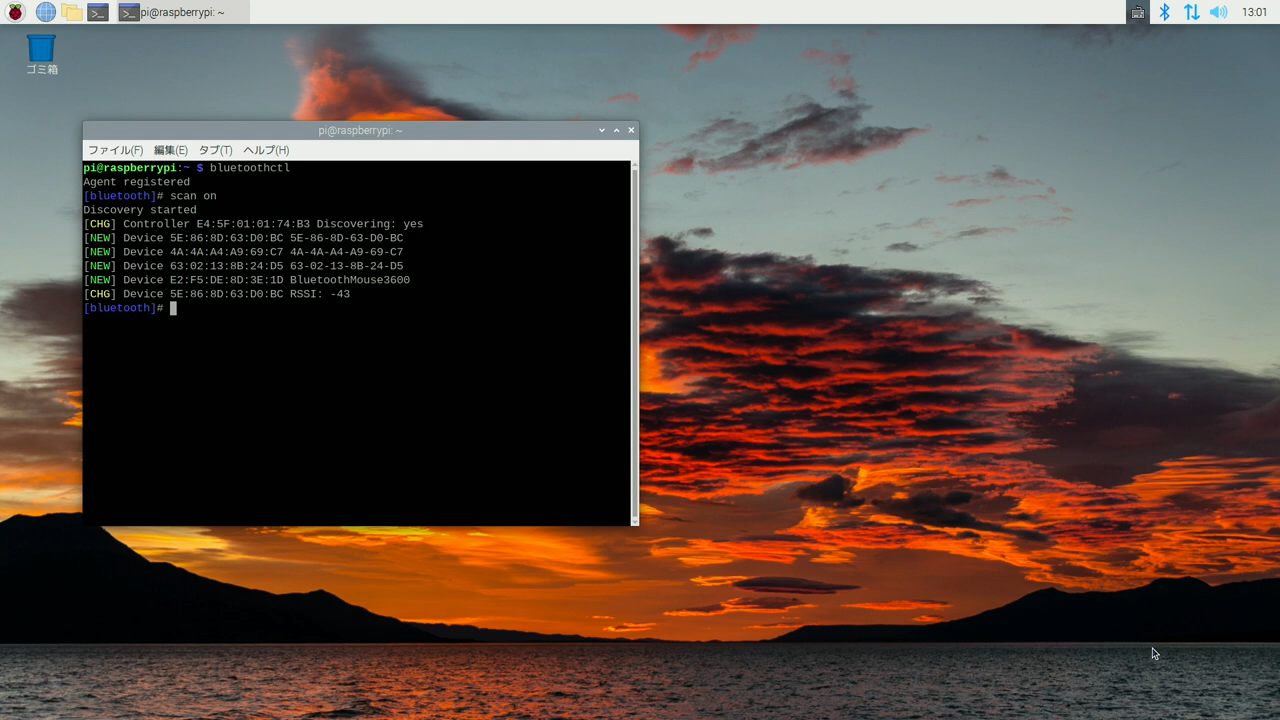 pi@raspberrypi: ~
13:01
ゴミ箱
pi@raspberrypi: ~
ファイル(F) 編集(E) タブ(T) ヘルプ(H)
pi@raspberrypi:~ $ bluetoothctl
Agent registered
[bluetooth]# scan on
Discovery started
[CHG] Controller E4:5F:01:01:74:B3 Discovering: yes
[NEW] Device 5E:86:8D:63:D0:BC 5E-86-8D-63-D0-BC
[NEW] Device 4A:4A:A4:A9:69:C7 4A-4A-A4-A9-69-C7
[NEW] Device 63:02:13:8B:24:D5 63-02-13-8B-24-D5
[NEW] Device E2:F5:DE:8D:3E:1D BluetoothMouse3600
[CHG] Device 5E:86:8D:63:D0:BC RSSI: -43
[bluetooth]#